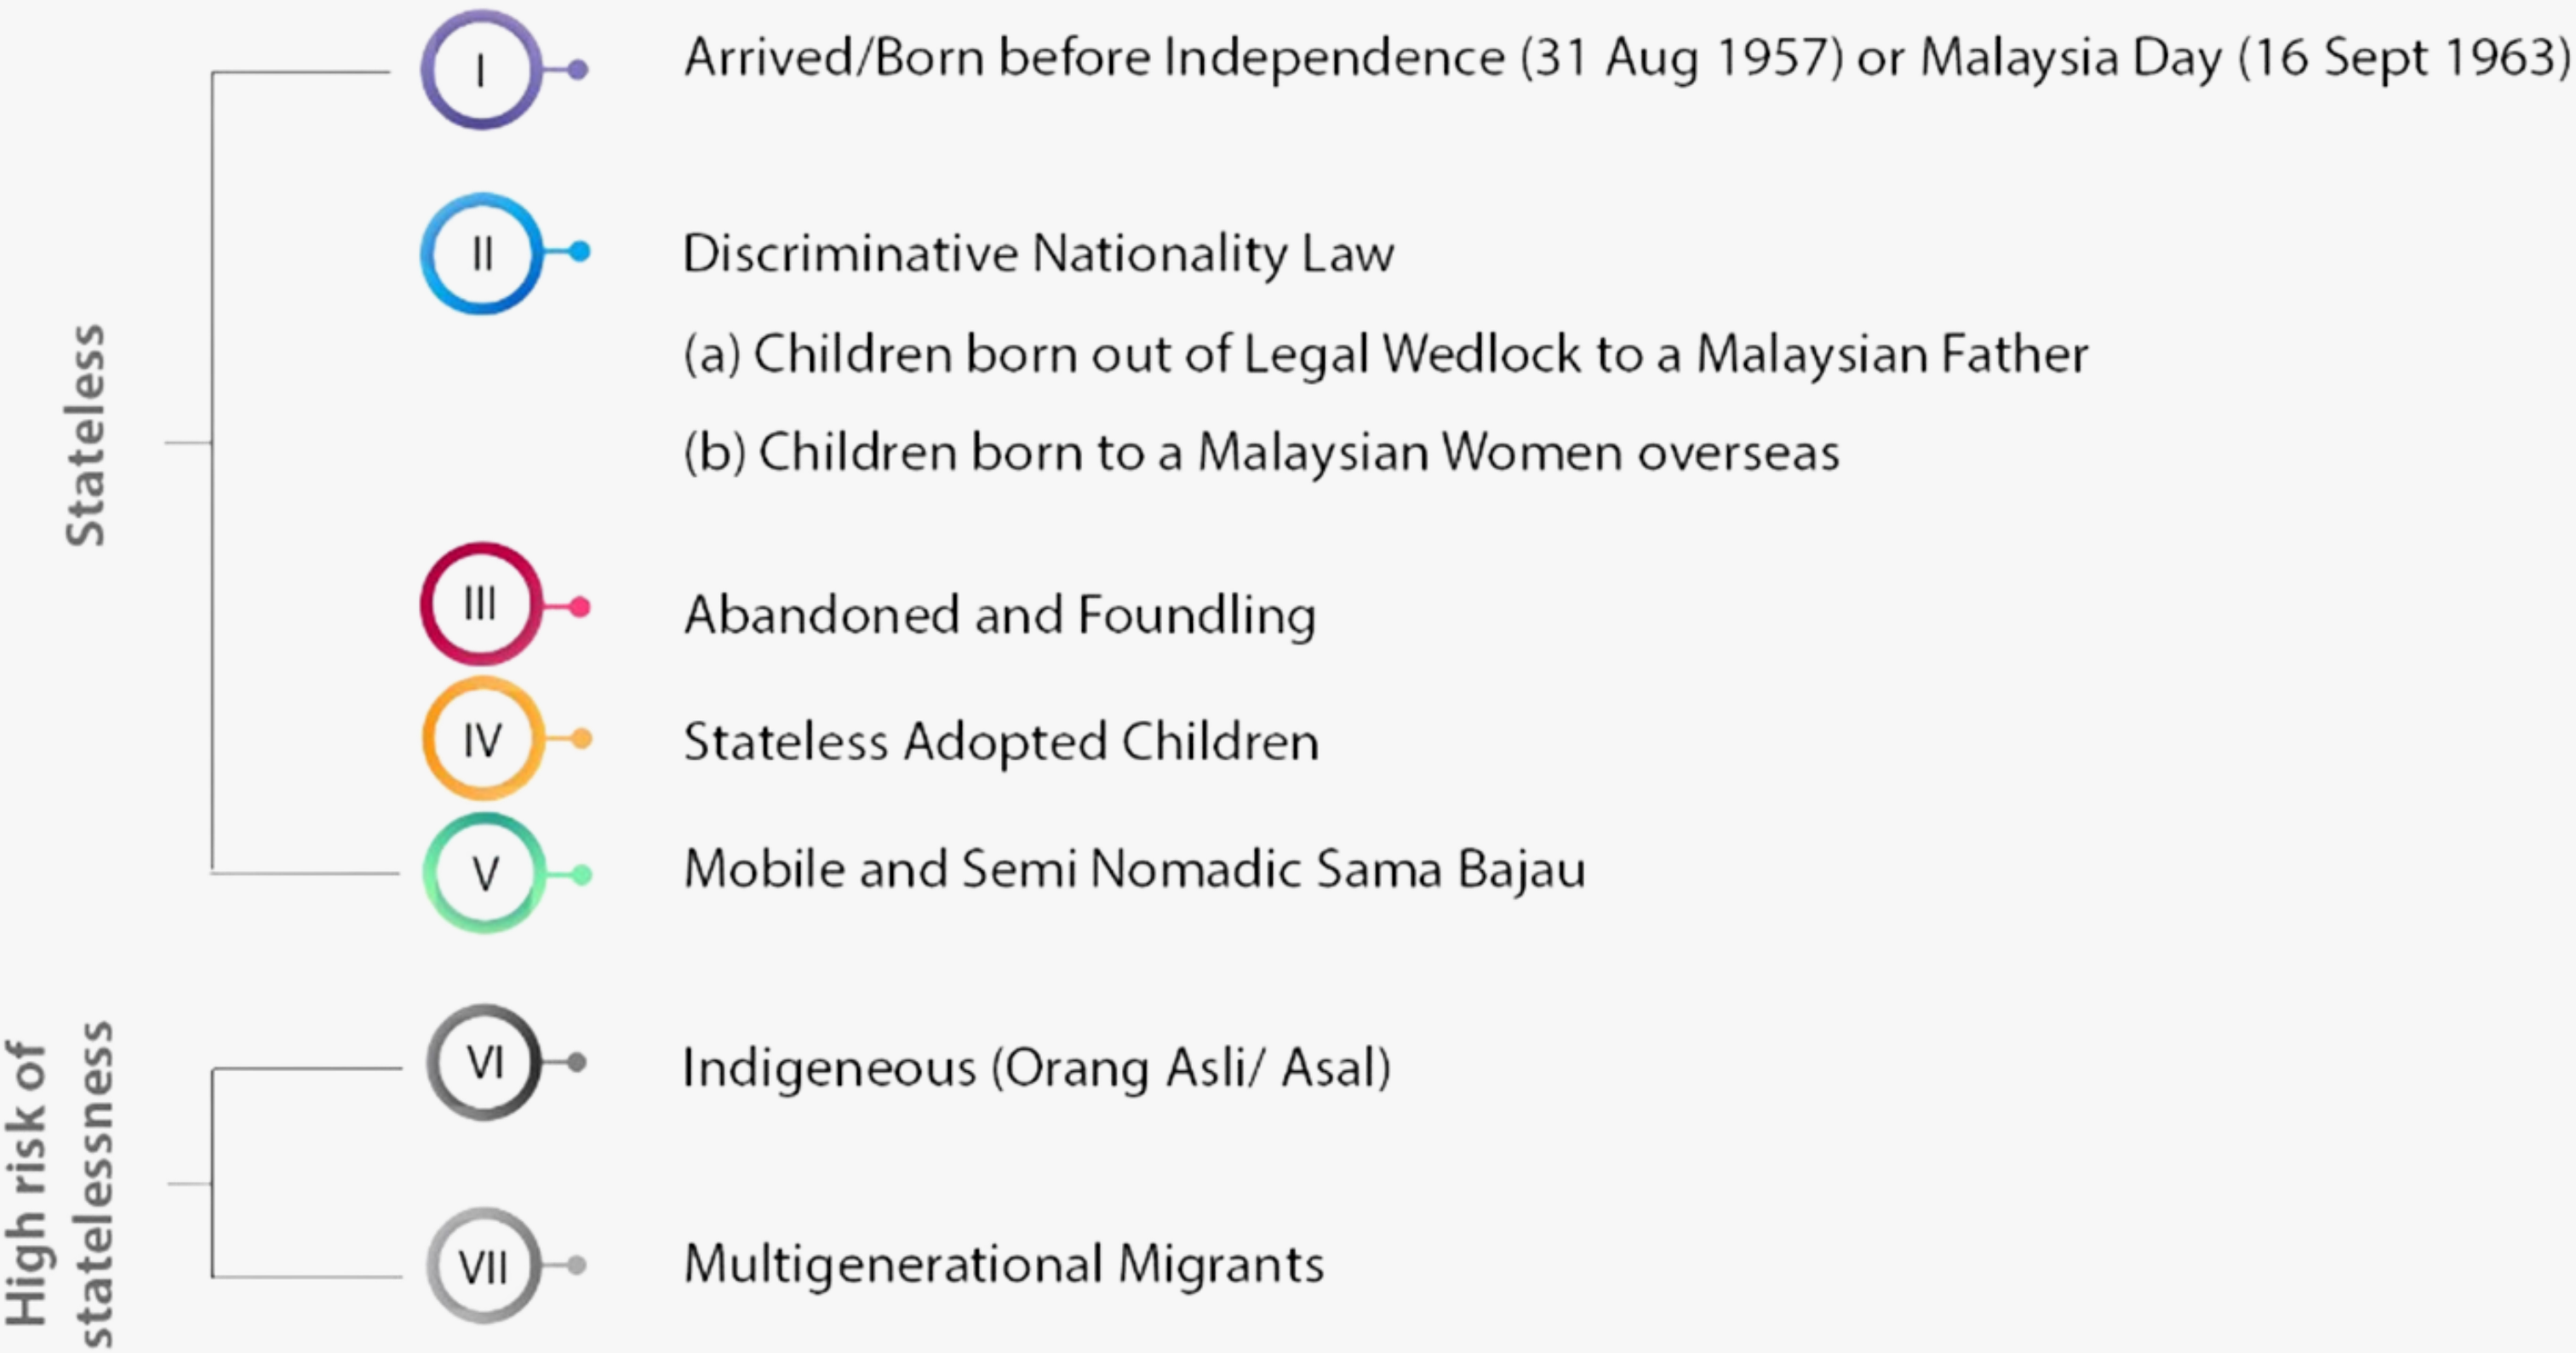 Stateless
I
Arrived/Born before Independence (31 Aug 1957) or Malaysia Day (16 Sept 1963)
II
Discriminative Nationality Law
(a) Children born out of Legal Wedlock to a Malaysian Father
(b) Children born to a Malaysian Women overseas
III
Abandoned and Foundling
IV
Stateless Adopted Children
V
Mobile and Semi Nomadic Sama Bajau
High risk of
statelessness
VI
Indigeneous (Orang Asli/ Asal)
VII
Multigenerational Migrants